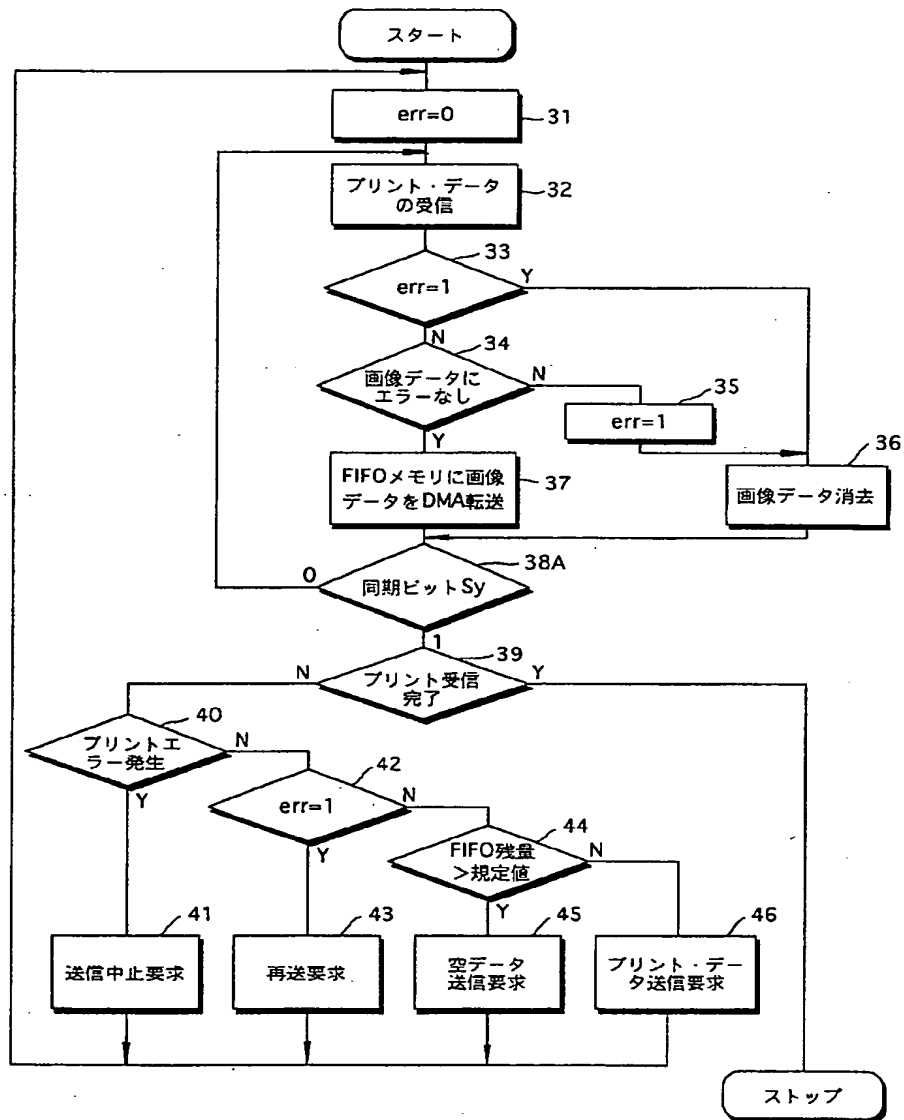 スタート
err=0
31
プリント・データ
の受信
32
33
err=1
Y
N
34
画像データに
エラーなし
N
35
err=1
Y
36
画像データ消去
FIFOメモリに画像
データをDMA転送
37
38A
0
同期ビットSy
1
39
N
プリント受信
完了
Y
40
プリントエ
ラー発生
N
Y
42
err=1
N
Y
44
FIFO残量
>規定値
N
Y
41
送信中止要求
43
再送要求
45
空データ
送信要求
46
プリント・デー
タ送信要求
ストップ